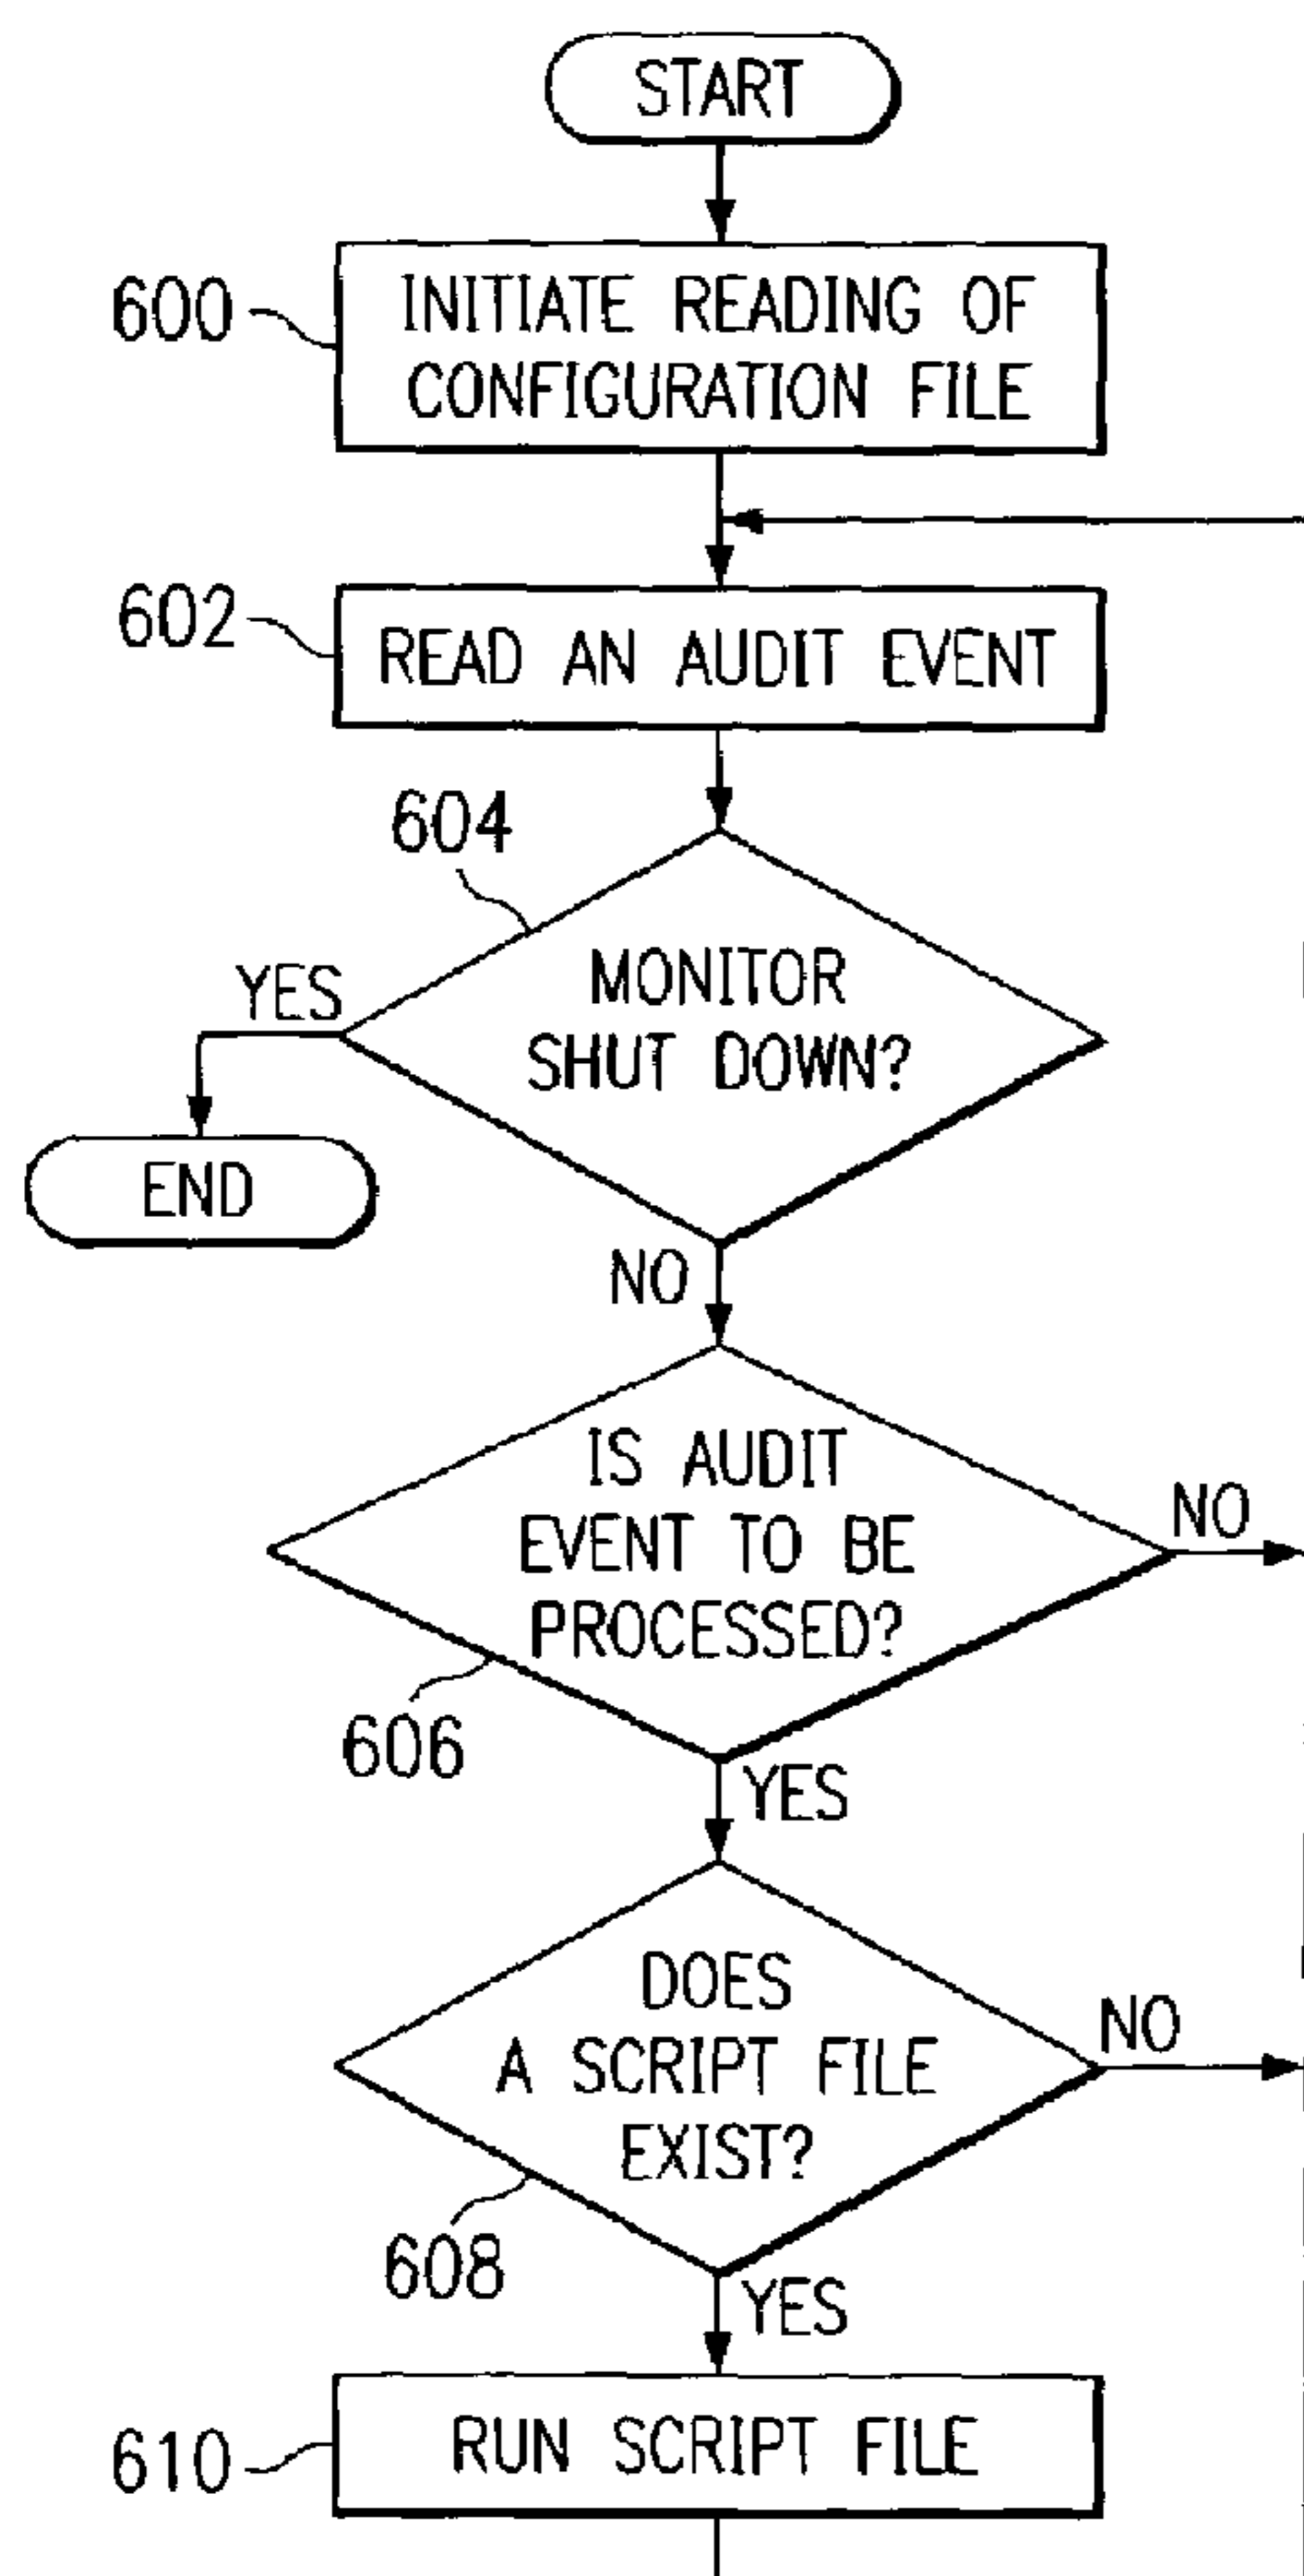 START
600
INITIATE READING OF
CONFIGURATION FILE
602
READ AN AUDIT EVENT
604
MONITOR
SHUT DOWN?
YES
END
NO
IS AUDIT
EVENT TO BE
PROCESSED?
NO
606
YES
DOES
A SCRIPT FILE
EXIST?
NO
608
YES
610
RUN SCRIPT FILE